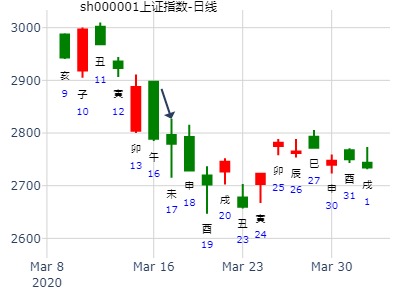 sh000001上证指数-日线
3000
2900
2800
2700
2600
亥
9
子
10
丑
11
寅
12
卯
13
午
16
未
17
申
18
酉
19
戌
20
丑
23
寅
24
卯
25
辰
26
巳
27
申
30
酉
31
戌
1
Mar 8
2020
Mar 16
Mar 23
Mar 30